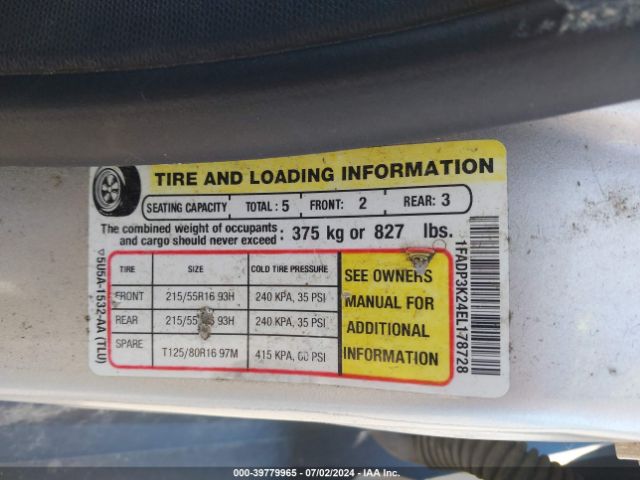 TIRE AND LOADING INFORMATION
SEATING CAPACITY TOTAL : 5 FRONT: 2 REAR: 3
The combined weight of occupants and cargo should never exceed : 375 kg or 827 lbs.
TIRE SIZE COLD TIRE PRESSURE
FRONT 215/55R16 93H 240 KPA, 35 PSI
REAR 93H 240 KPA, 35 PSI
SPARE T125/80R16 97M 415 KPA, PSI
SEE OWNERS
MANUAL FOR
ADDITIONAL
INFORMATION
(TLU)
000-39779965 - 07/02/2024 - IAA Inc.